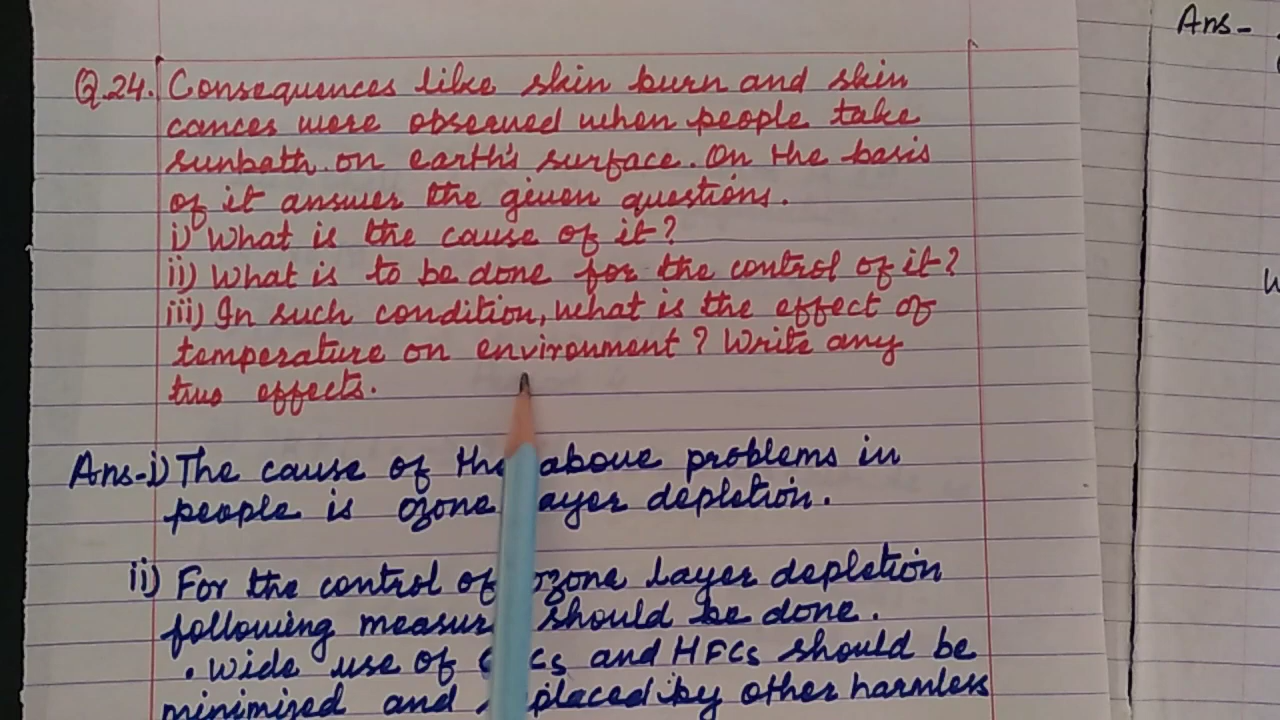 Ans-
Q.24. Consequences like skin burn and skin
cances were observed when people take
sunbath on earth's surface. On the basis
of it answer the given questions.
i) What is the cause of it?
ii) What is to be done for the control of it?
iii) In such condition, what is the effect of
temperature on environment? Write any
two effects.
Ans-i) The cause of the above problems in
people is ozone layer depletion.
ii) For the control of ozone layer depletion
following measur should be done.
• Wide use of and HFCs should be
minimized and by other harmless